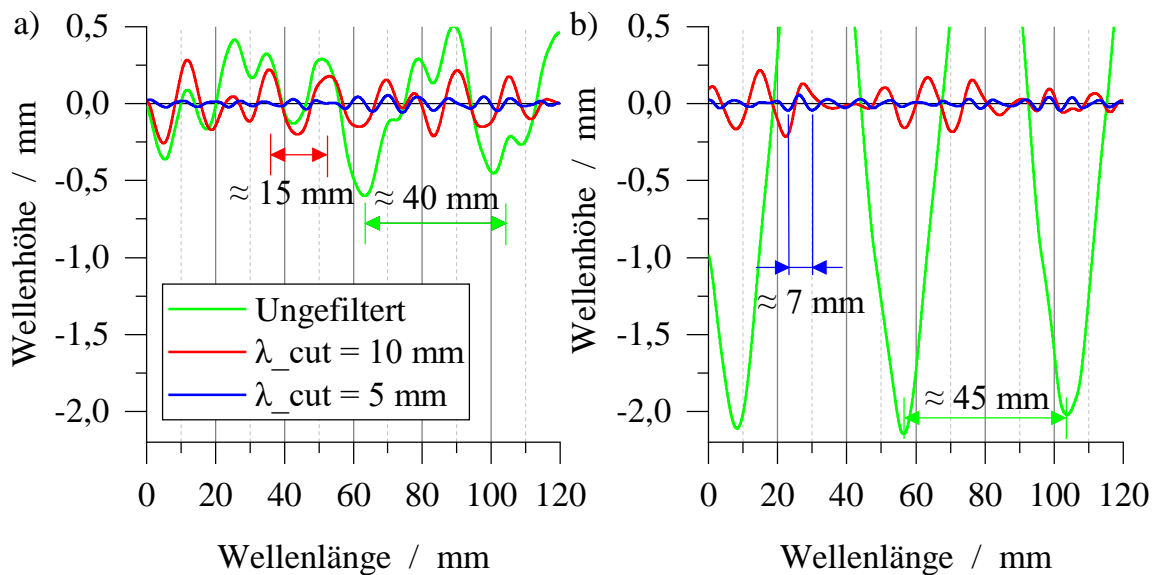 a)
Wellenhöhe / mm
0,5
0,0
-0,5
-1,0
-1,5
-2,0
≈ 15 mm
≈ 40 mm
Ungefiltert
λ_cut = 10 mm
λ_cut = 5 mm
0 20 40 60 80 100 120
Wellenlänge / mm
b)
Wellenhöhe / mm
0,5
0,0
-0,5
-1,0
-1,5
-2,0
≈ 7 mm
≈ 45 mm
0 20 40 60 80 100 120
Wellenlänge / mm